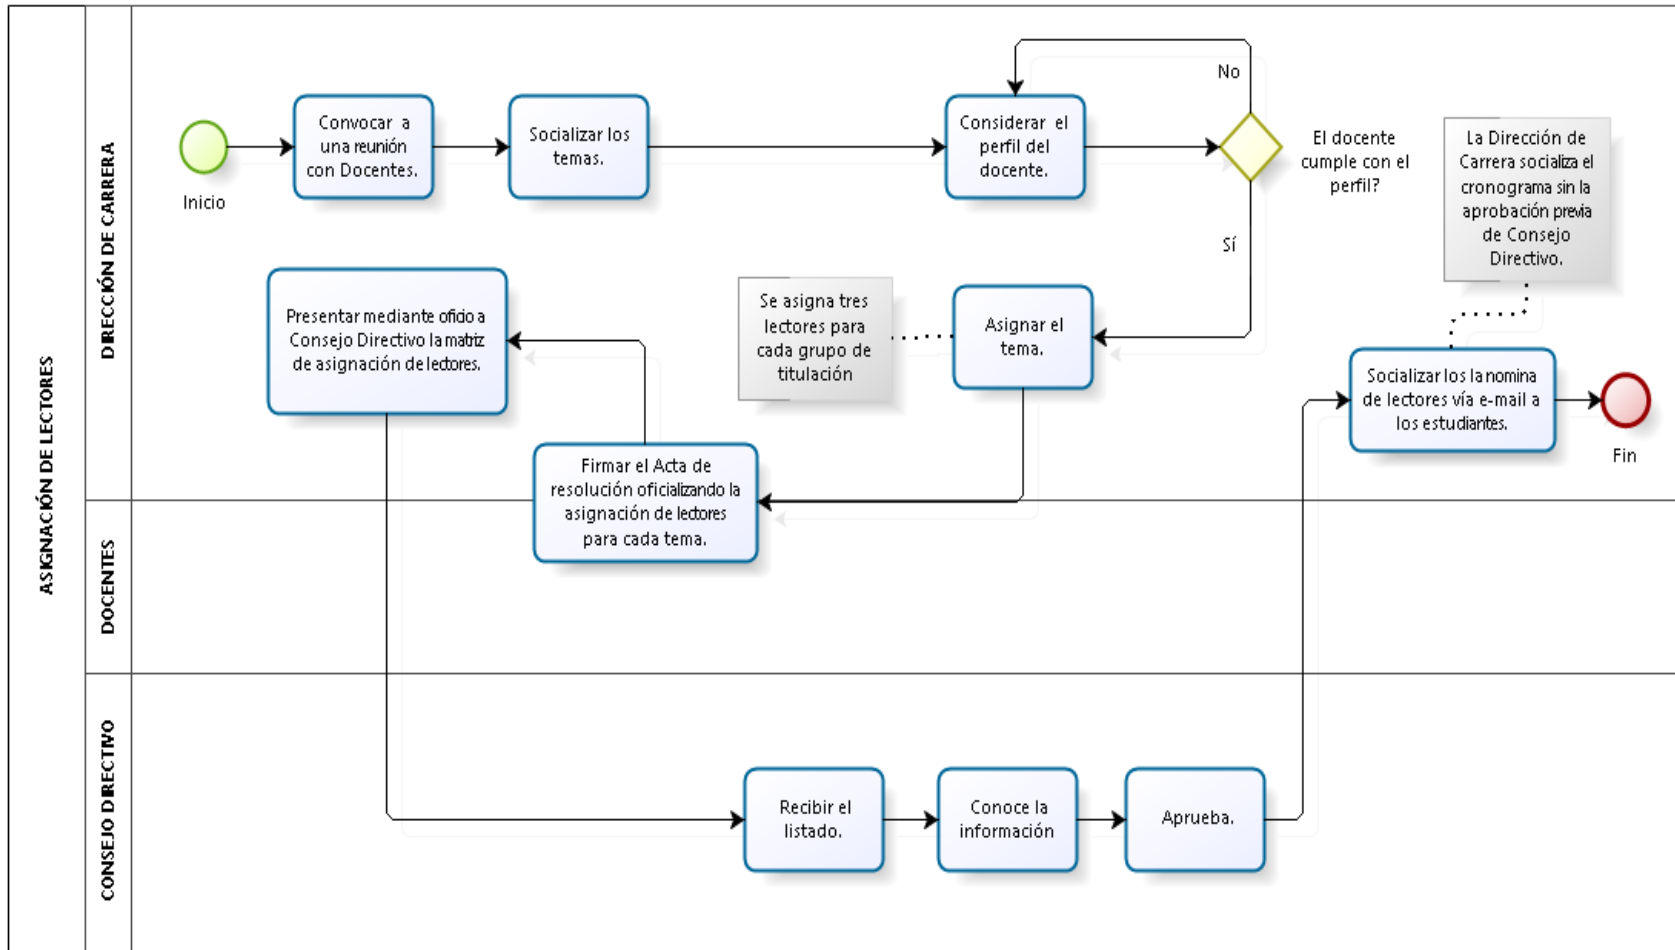 ASIGNACIÓN DE LECTORES
DIRECCIÓN DE CARRERA
Inicio
Convocar a
una reunión
con Docentes.
Socializar los
temas.
Considerar el
perfil del
docente.
No
El docente
cumple con el
perfil?
Sí
La Dirección de
Carrera socializa el
cronograma sin la
aprobación previa
de Consejo
Directivo.
Presentar mediante oficio a
Consejo Directivo la matriz
de asignación de lectores.
Se asigna tres
lectores para
cada grupo de
titulación
Asignar el
tema.
Socializar los la nomina
de lectores vía e-mail a
los estudiantes.
Fin
Firmar el Acta de
resolución oficializando la
asignación de lectores
para cada tema.
DOCENTES
CONSEJO DIRECTIVO
Recibir el
listado.
Conoce la
información
Aprueba.